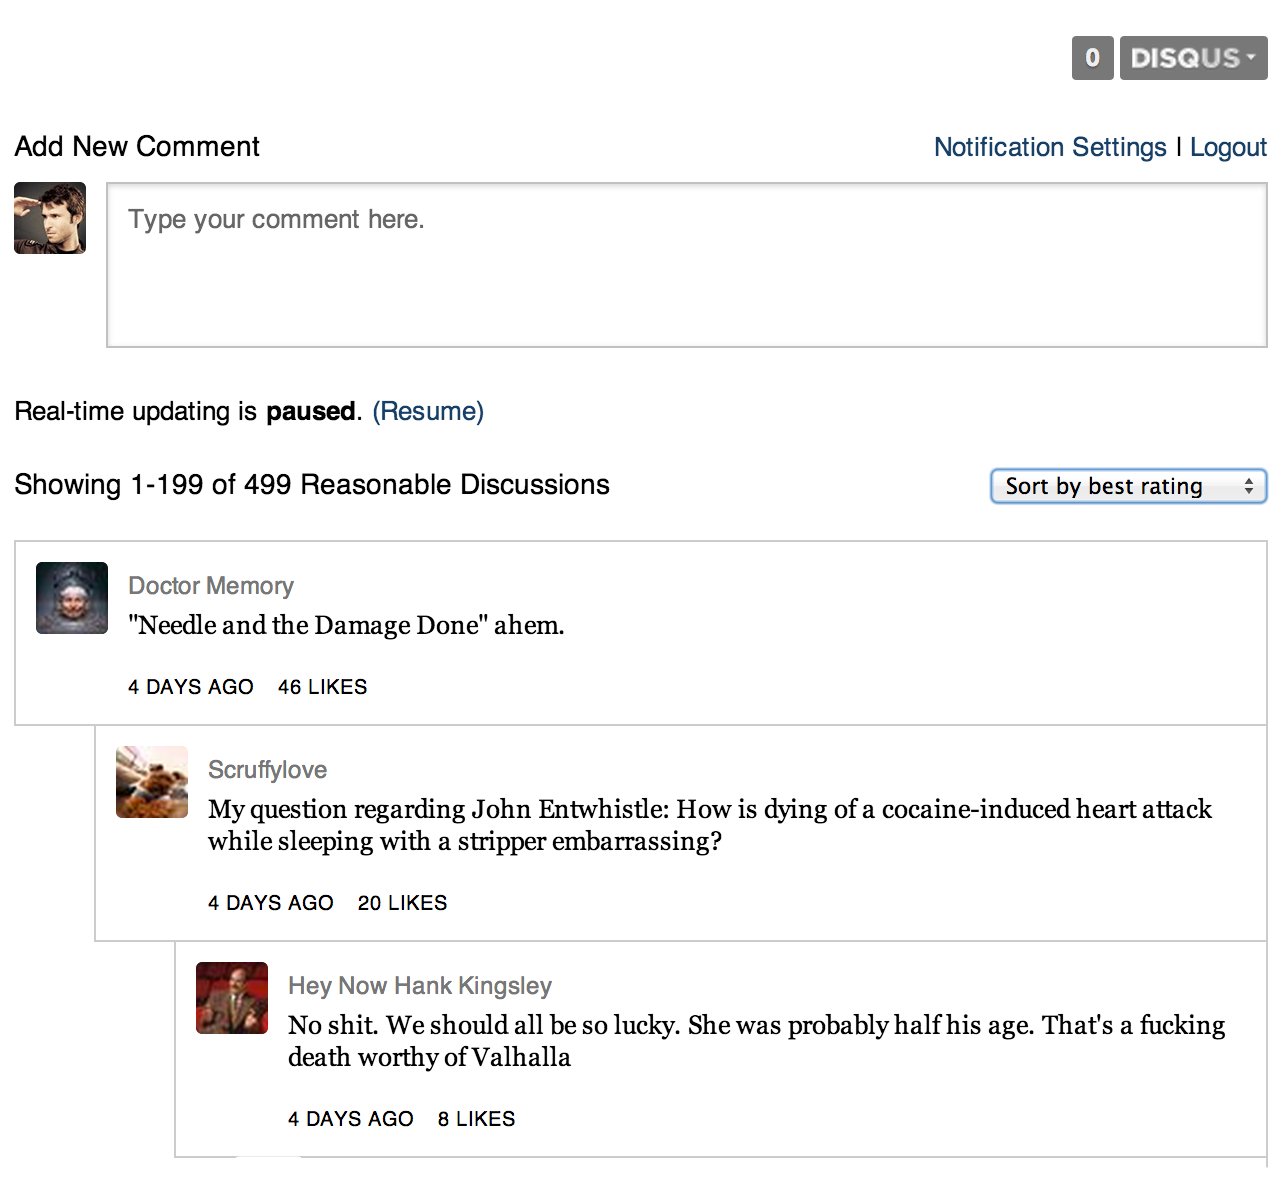 0 DISQUS
Add New Comment
Notification Settings | Logout
Type your comment here.
Real-time updating is paused. (Resume)
Showing 1-199 of 499 Reasonable Discussions
Sort by best rating
Doctor Memory
"Needle and the Damage Done" ahem.
4 DAYS AGO 46 LIKES
Scruffylove
My question regarding John Entwhistle: How is dying of a cocaine-induced heart attack
while sleeping with a stripper embarrassing?
4 DAYS AGO 20 LIKES
Hey Now Hank Kingsley
No shit. We should all be so lucky. She was probably half his age. That's a fucking
death worthy of Valhalla
4 DAYS AGO 8 LIKES